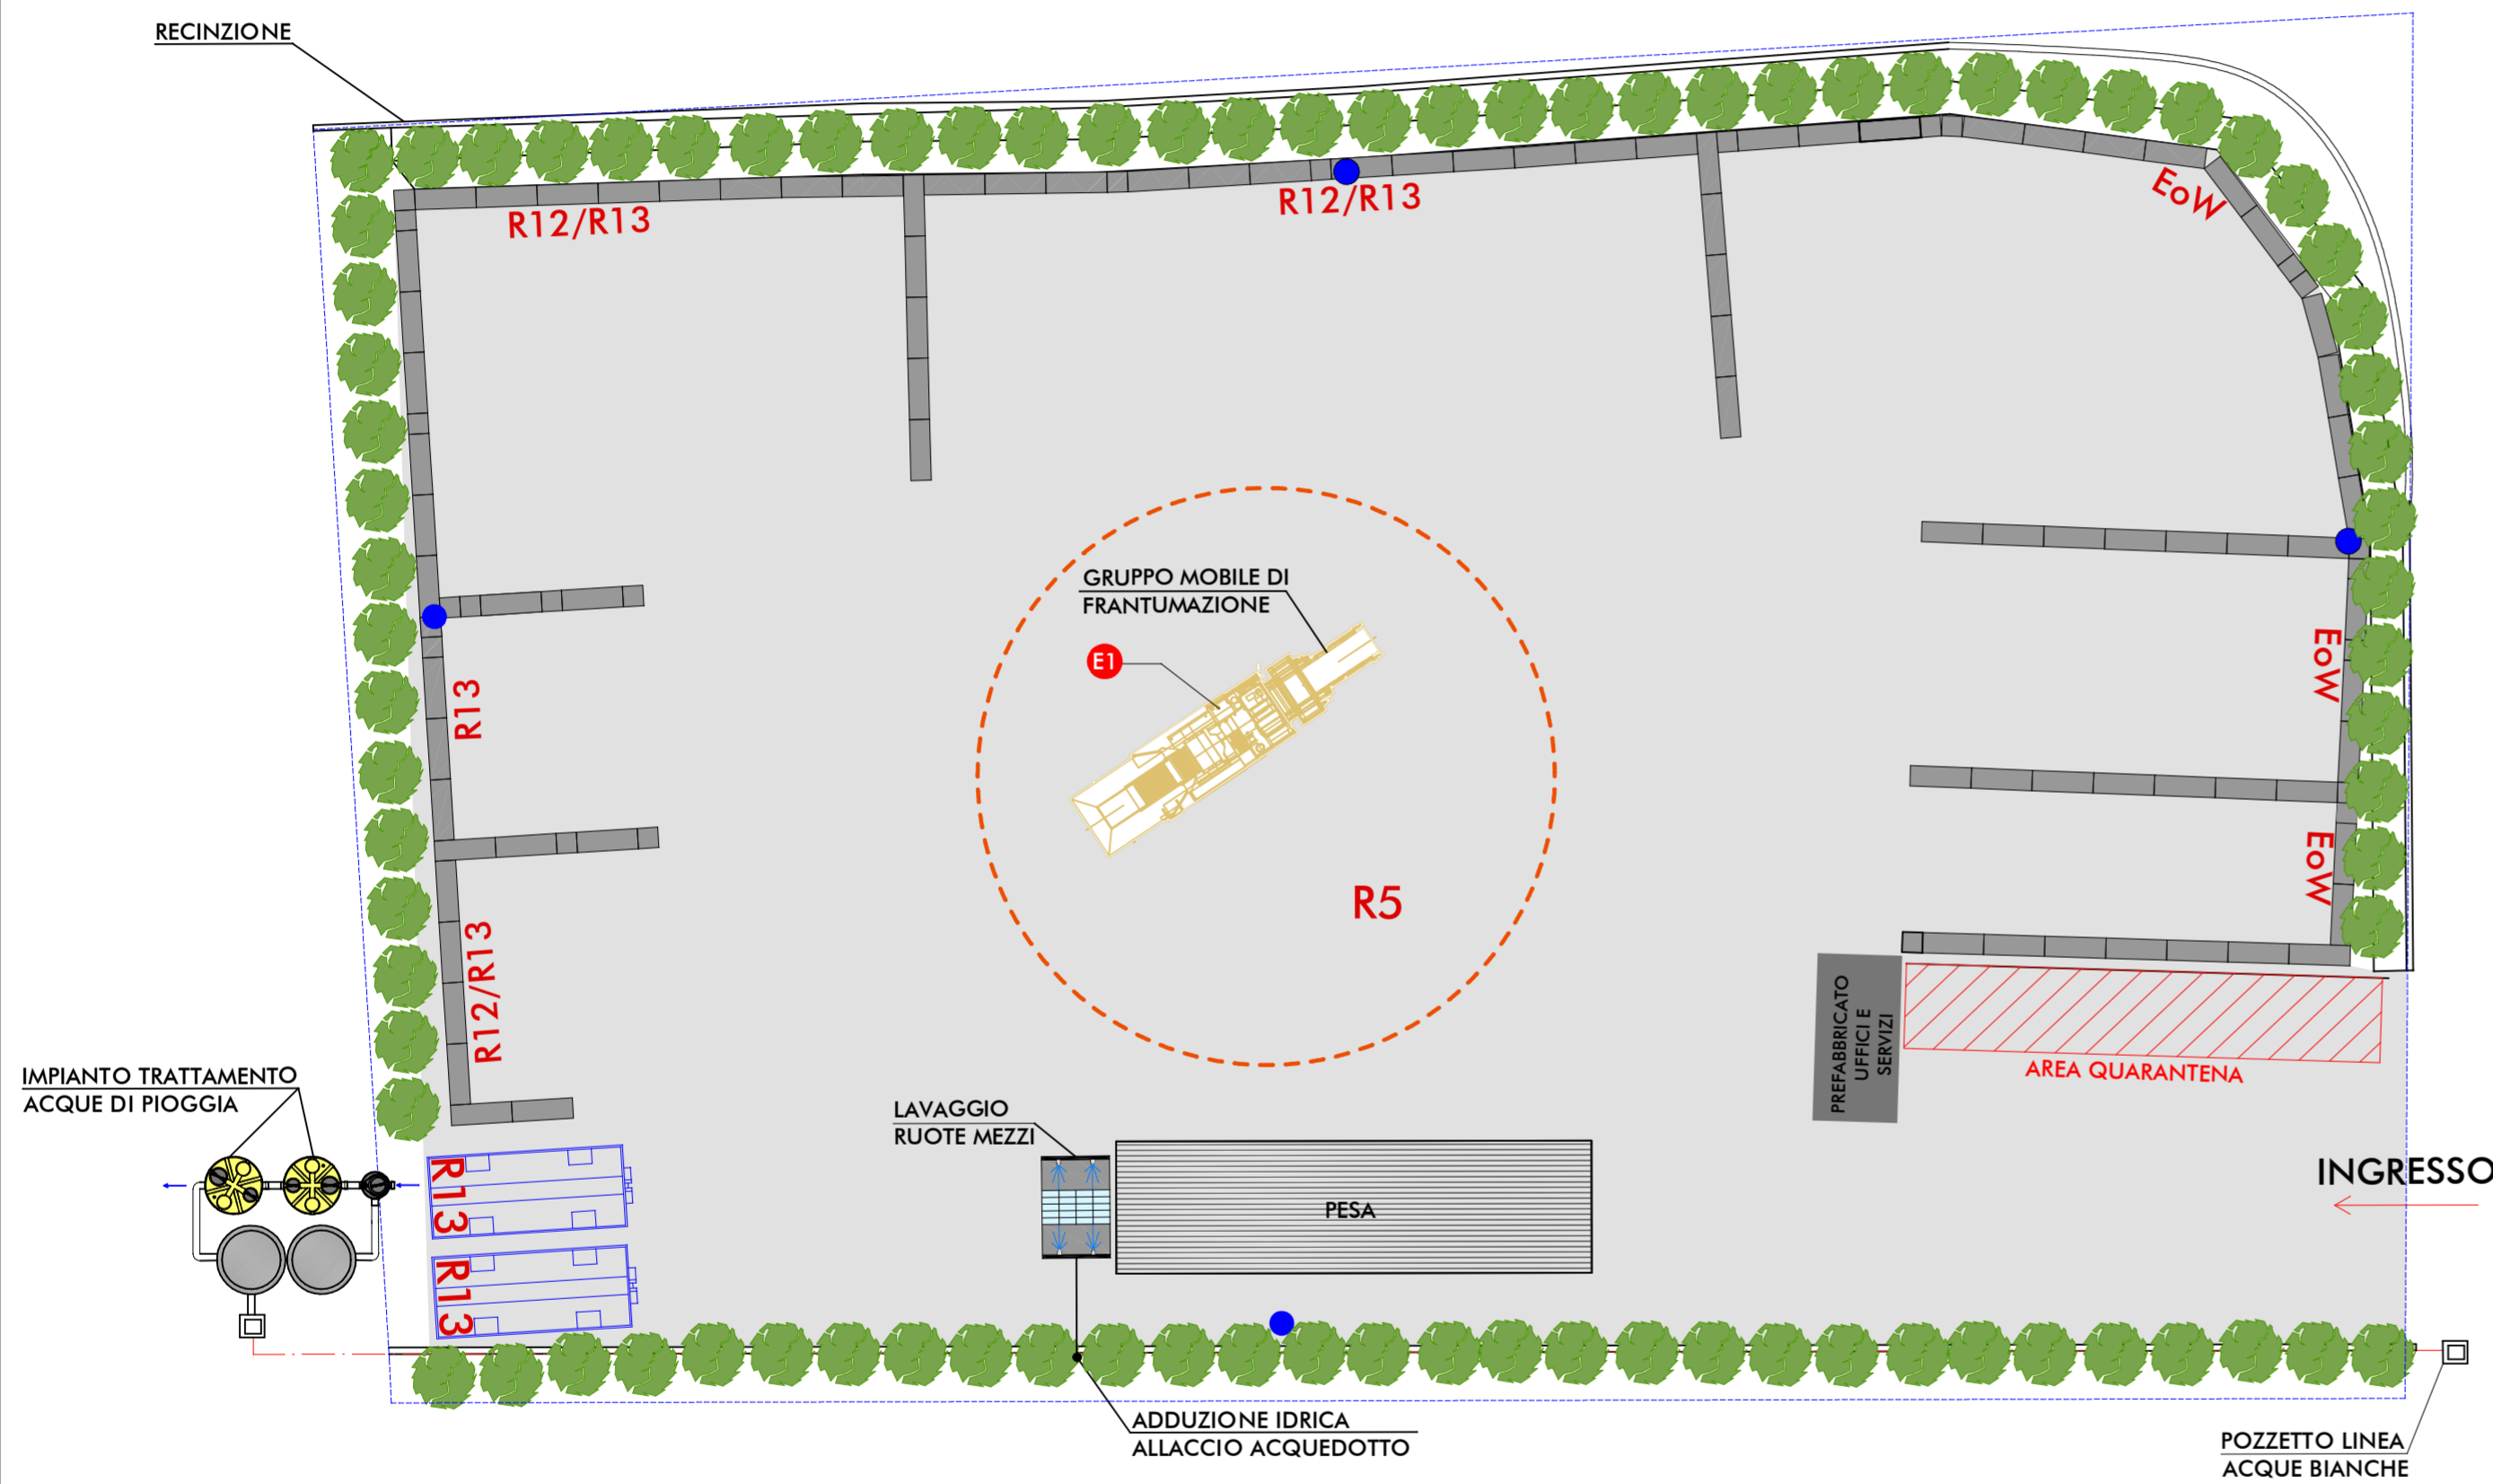 RECINZIONE
R12/R13
R12/R13
EoW
GRUPPO MOBILE DI
FRANTUMAZIONE
E1
R13
EoW
EoW
R5
R12/R13
PREFABBRICATO
UFFICI E
SERVIZI
AREA QUARANTENA
IMPIANTO TRATTAMENTO
ACQUE DI PIOGGIA
LAVAGGIO
RUOTE MEZZI
R13
PESA
INGRESSO
R13
ADDUZIONE IDRICA
ALLACCIO ACQUEDOTTO
POZZETTO LINEA
ACQUE BIANCHE